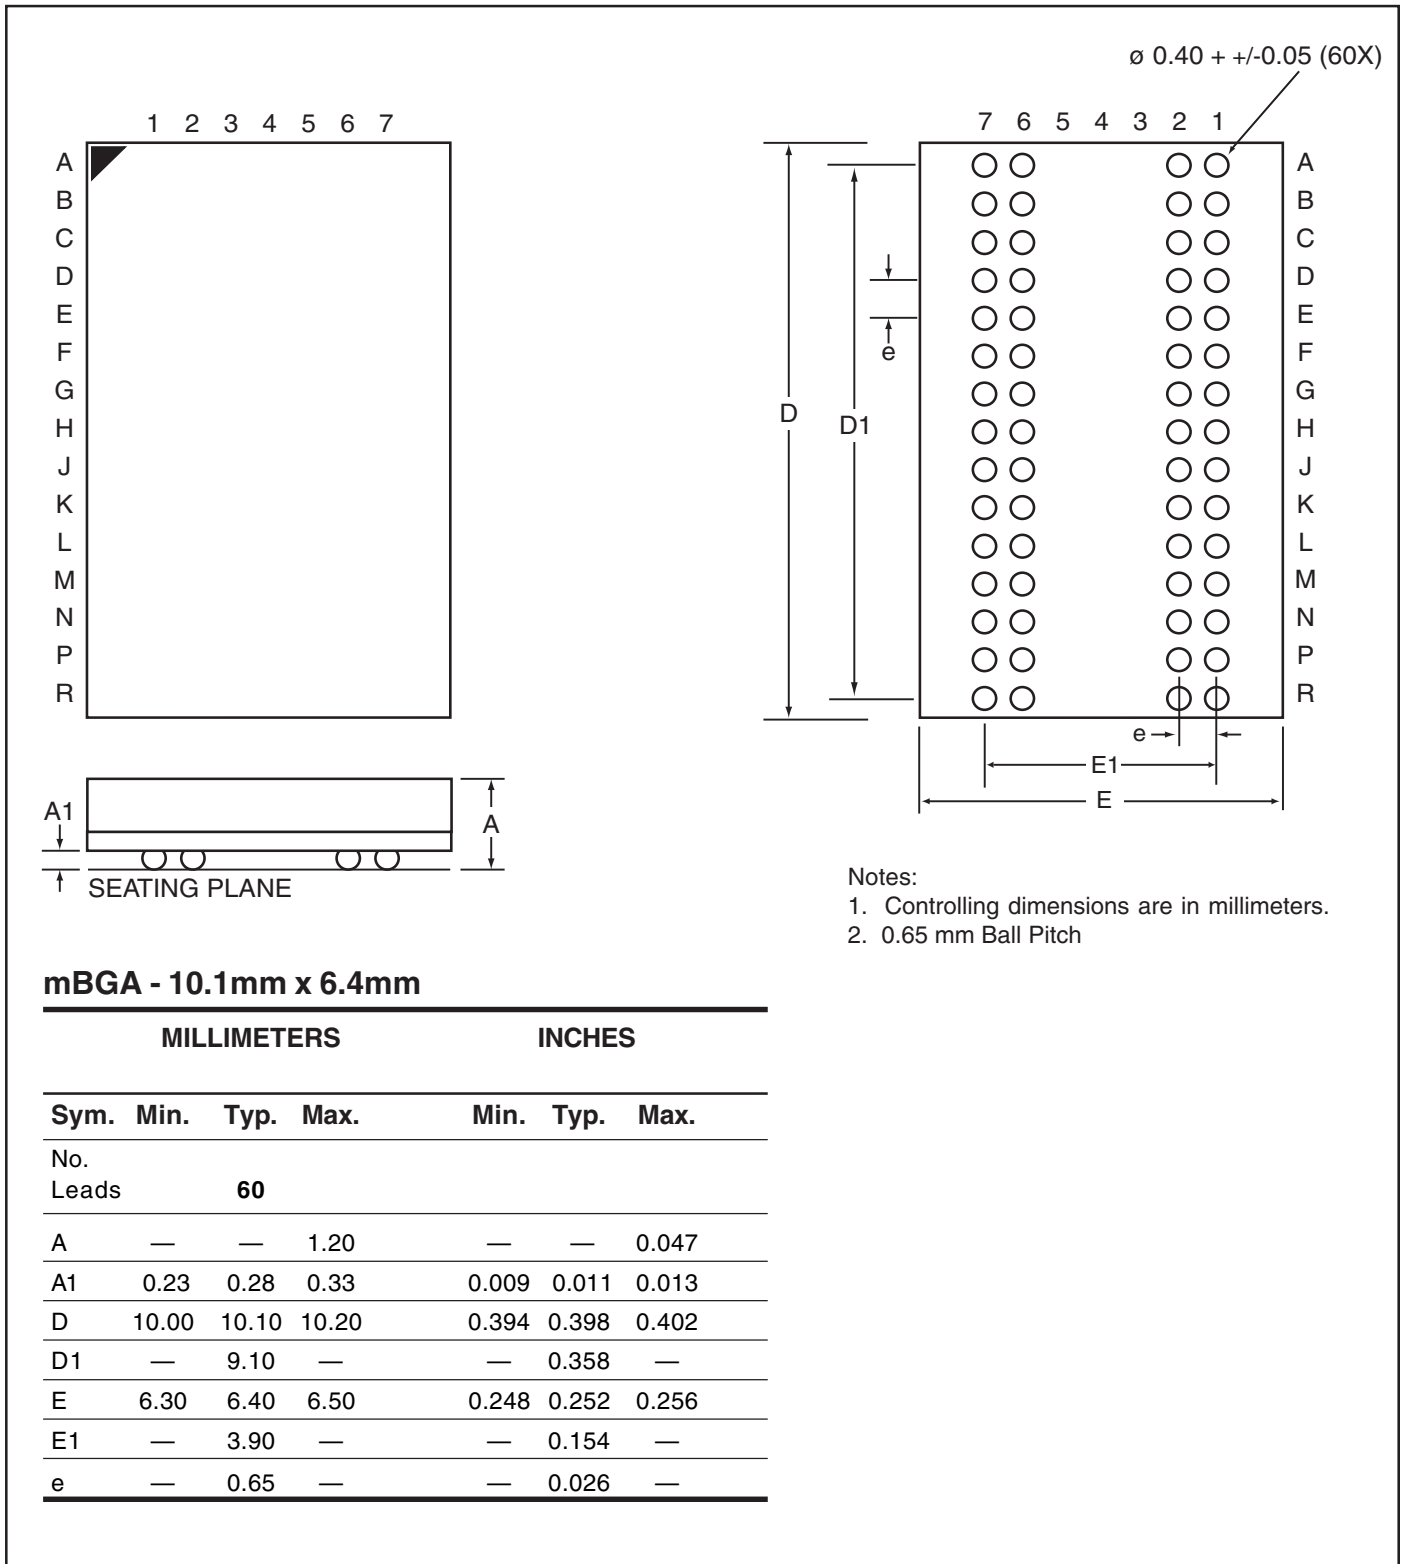 ø 0.40 + +/-0.05 (60X)
1 2 3 4 5 6 7
A
B
C
D
E
F
G
H
J
K
L
M
N
P
R
7 6 5 4 3 2 1
A
B
C
D
E
F
G
H
J
K
L
M
N
P
R
e
D
D1
e
E1
E
A1
A
SEATING PLANE
Notes:
1. Controlling dimensions are in millimeters.
2. 0.65 mm Ball Pitch
mBGA - 10.1mm x 6.4mm
MILLIMETERS INCHES
Sym. Min. Typ. Max. Min. Typ. Max.
No.
Leads 60
A — — 1.20 — — 0.047
A1 0.23 0.28 0.33 0.009 0.011 0.013
D 10.00 10.10 10.20 0.394 0.398 0.402
D1 — 9.10 — — 0.358 —
E 6.30 6.40 6.50 0.248 0.252 0.256
E1 — 3.90 — — 0.154 —
e — 0.65 — — 0.026 —